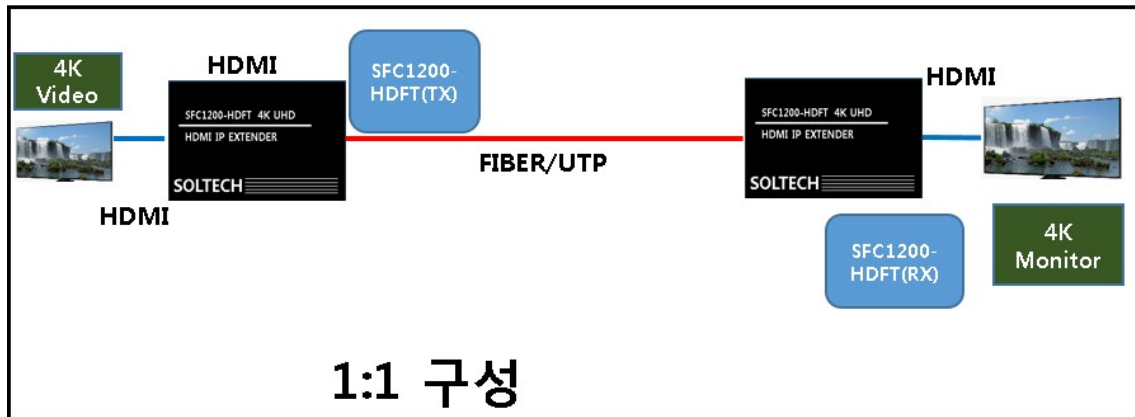 4K
Video
HDMI
SFC1200-
HDFT(TX)
SFC1200-HDFT 4K UHD
HDMI IP EXTENDER
SOLTECH
HDMI
FIBER/UTP
SFC1200-HDFT 4K UHD
HDMI IP EXTENDER
SOLTECH
HDMI
SFC1200-
HDFT(RX)
4K
Monitor
1:1 구성